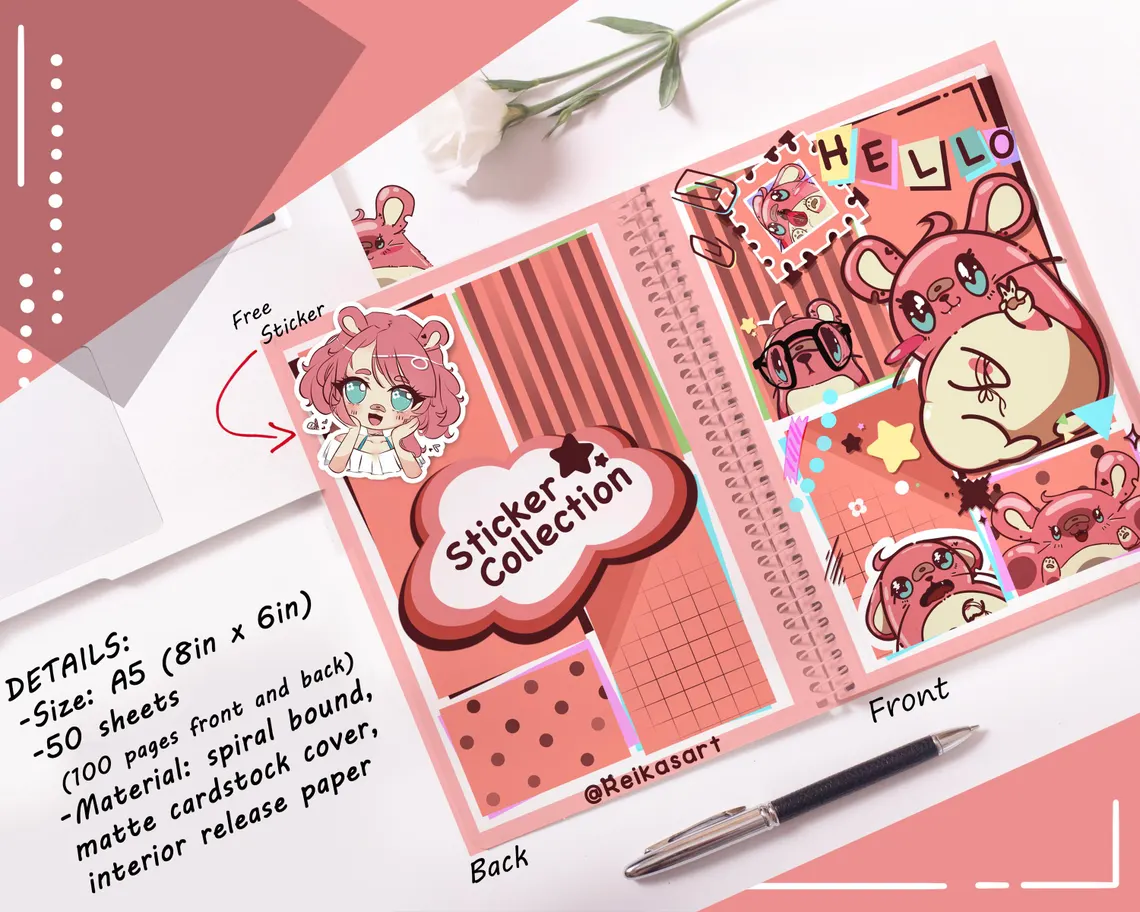 HELLO
Free
Sticker
Sticker
Collection
DETAILS:
-Size: A5 (8in x 6in)
-50 sheets
(100 pages front and back)
-Material: spiral bound,
matte cardstock cover,
interior release paper
@Reikasart
Front
Back